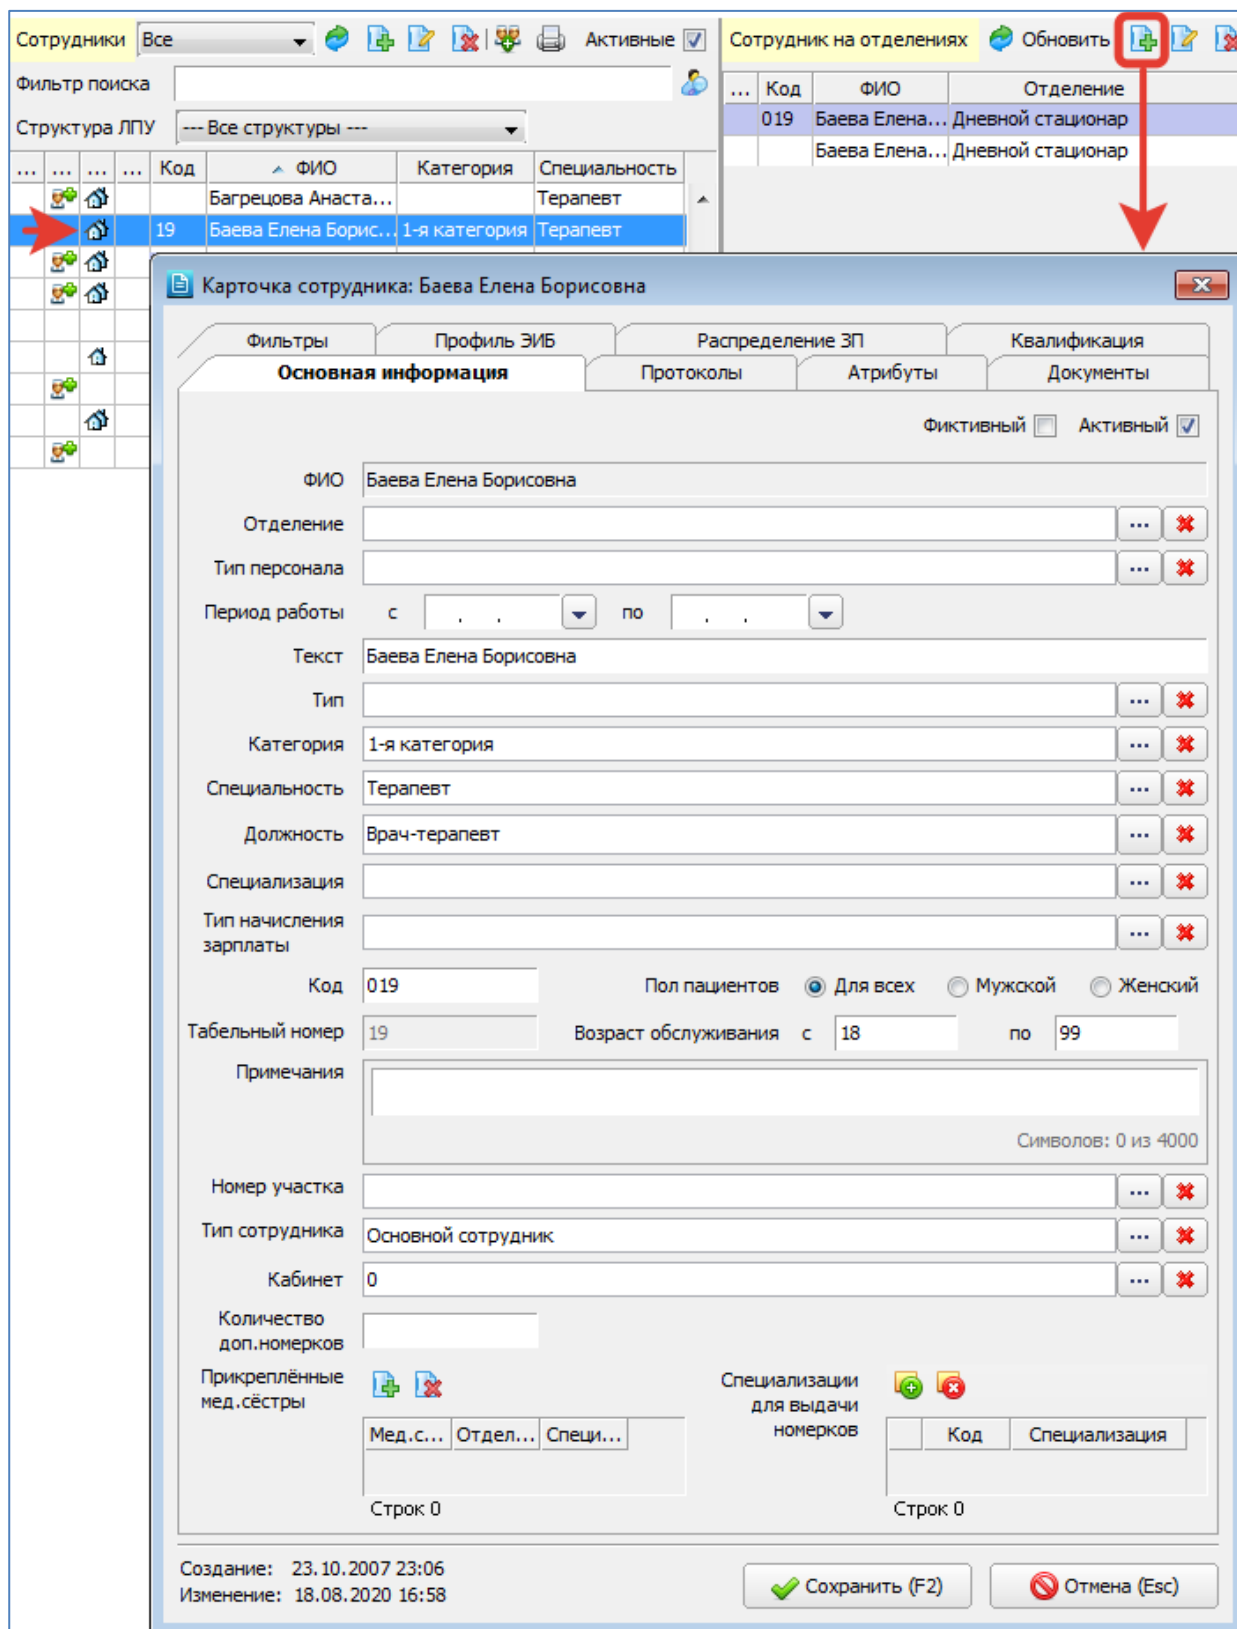 Сотрудники Все Активные
Фильтр поиска
Структура ЛПУ --- Все структуры ---
... ... ... ... Код ФИО Категория Специальность
Багрецова Анаста... Терапевт
19 Баева Елена Борис... 1-я категория Терапевт
Сотрудник на отделениях Обновить
... Код ФИО Отделение
019 Баева Елена... Дневной стационар
Баева Елена... Дневной стационар
Карточка сотрудника: Баева Елена Борисовна
Фильтры Профиль ЭИБ Распределение ЗП Квалификация
Основная информация Протоколы Атрибуты Документы
Фиктивный Активный
ФИО Баева Елена Борисовна
Отделение ...
Тип персонала ...
Период работы с . . по . .
Текст Баева Елена Борисовна
Тип ...
Категория 1-я категория ...
Специальность Терапевт ...
Должность Врач-терапевт ...
Специализация ...
Тип начисления
зарплаты ...
Код 019 Пол пациентов Для всех Мужской Женский
Табельный номер 19 Возраст обслуживания с 18 по 99
Примечания
Символов: 0 из 4000
Номер участка ...
Тип сотрудника Основной сотрудник ...
Кабинет 0 ...
Количество
доп.номерков
Прикреплённые
мед.сёстры
Мед.с... Отдел... Специ...
Строк 0
Специализации
для выдачи
номерков
Код Специализация
Строк 0
Создание: 23.10.2007 23:06
Изменение: 18.08.2020 16:58
Сохранить (F2) Отмена (Esc)